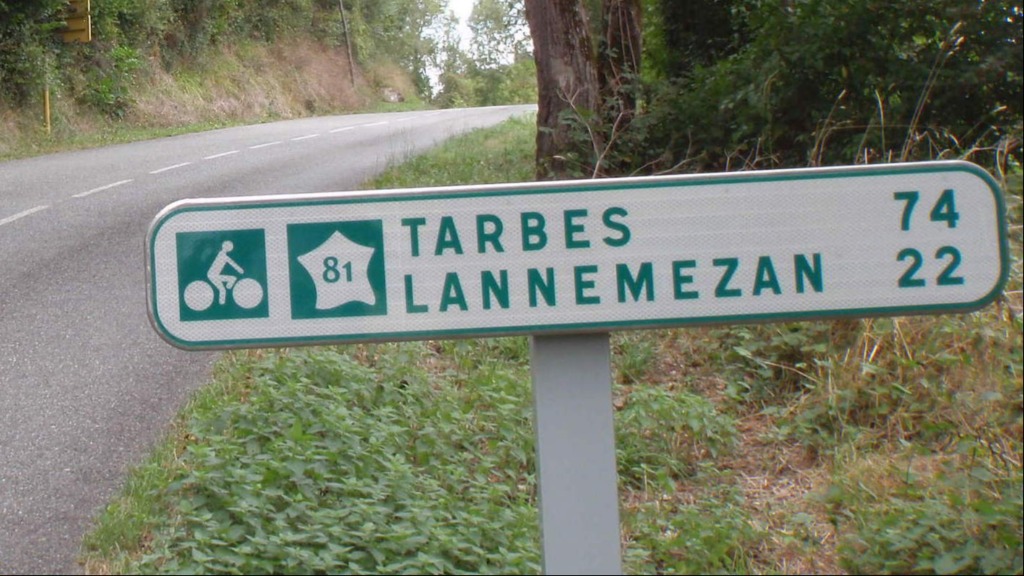 81 TARBES 74
LANNEMEZAN 22